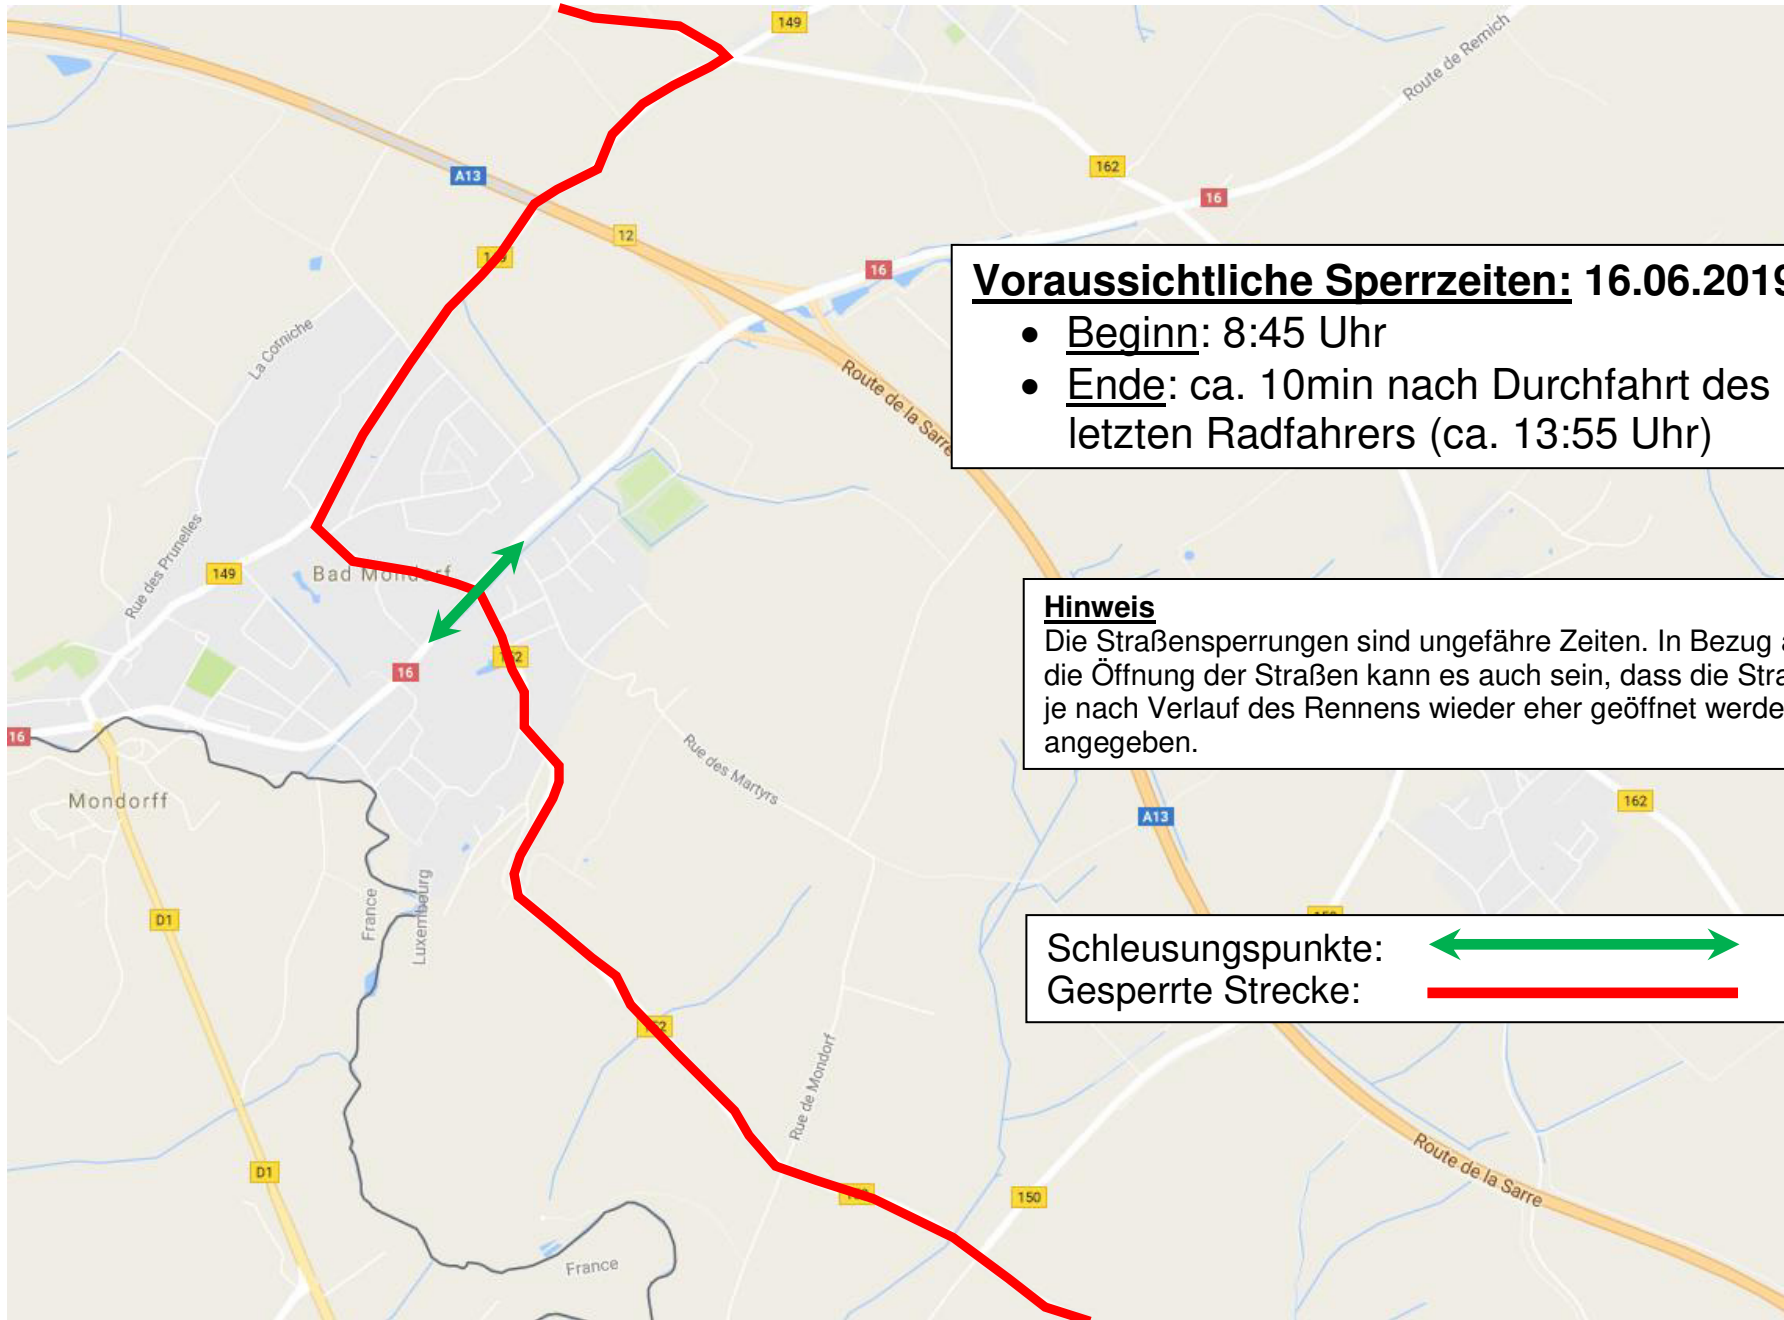 149
Route de Remich
A13
162
16
12
16
Voraussichtliche Sperrzeiten: 16.06.2019
• Beginn: 8:45 Uhr
• Ende: ca. 10min nach Durchfahrt des
letzten Radfahrers (ca. 13:55 Uhr)
La Corniche
Route de la Sarre
Rue des Prunelles
149
Bad Mondorf
Hinweis
Die Straßensperrungen sind ungefähre Zeiten. In Bezug
die Öffnung der Straßen kann es auch sein, dass die
je nach Verlauf des Rennens wieder eher geöffnet
angegeben.
16
16
Rue des Martyrs
Mondorff
A13
162
France
Luxembourg
D1
Schleusungspunkte:
Gesperrte Strecke:
Rue de Mondorf
D1
150
Route de la Sarre
France